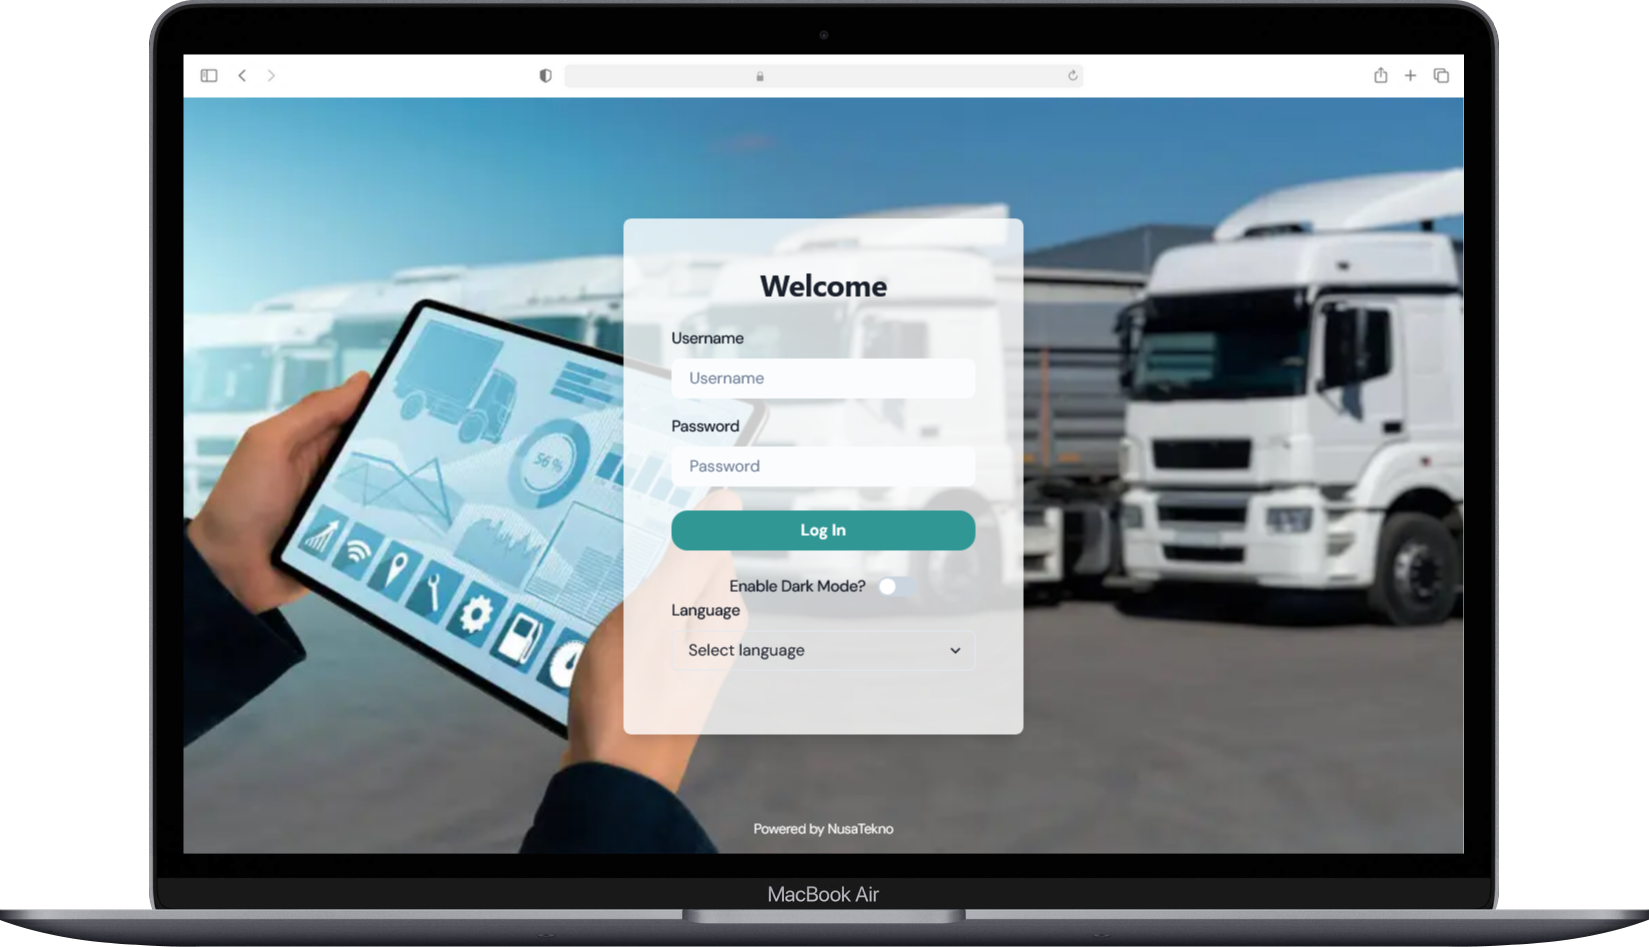 Welcome
Username
Username
Password
Password
Log In
Enable Dark Mode?
Language
Select language
56%
Powered by NusaTekno
MacBook Air